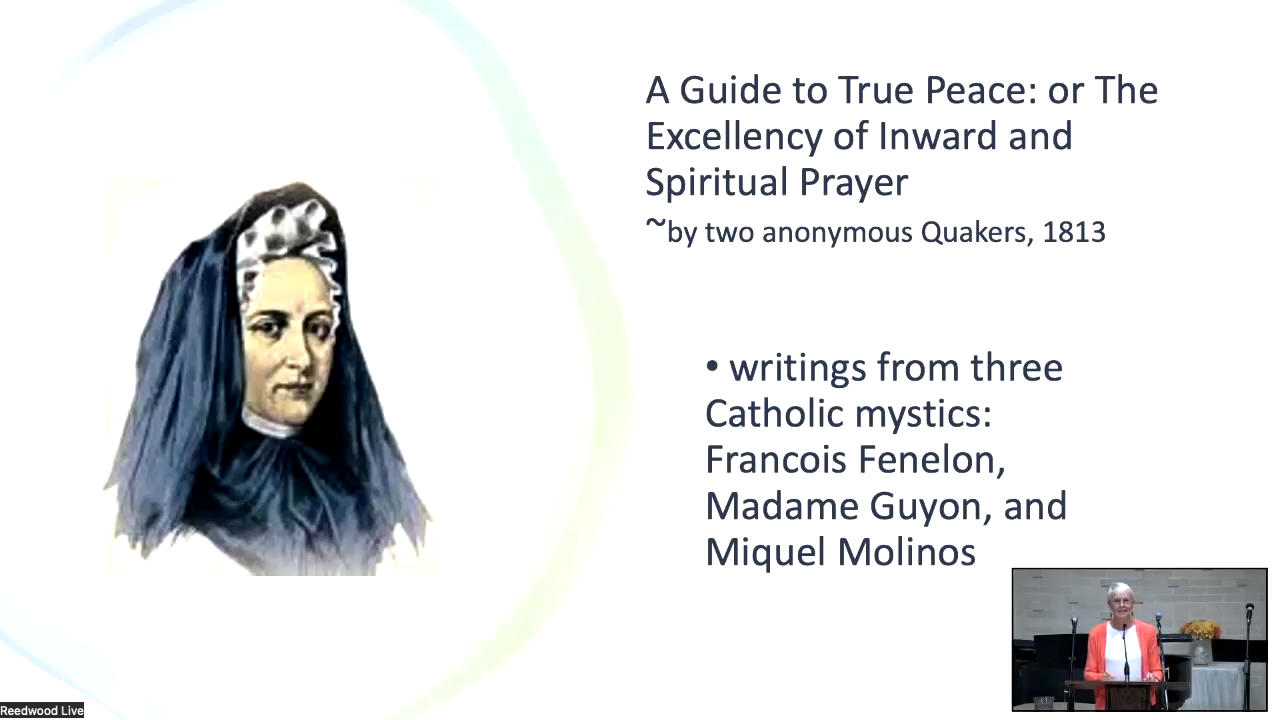 A Guide to True Peace: or The
Excellency of Inward and
Spiritual Prayer
~by two anonymous Quakers, 1813
• writings from three
Catholic mystics:
Francois Fenelon,
Madame Guyon, and
Miquel Molinos
Reedwood Live